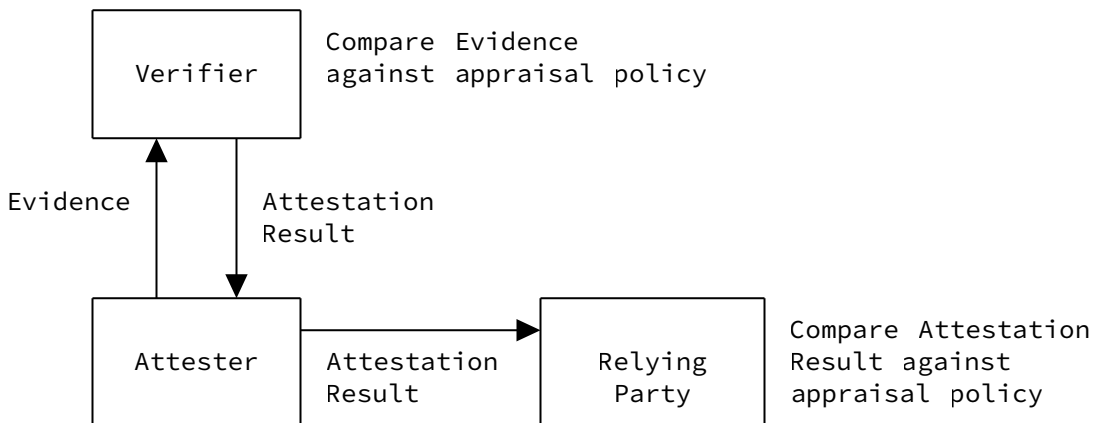 Verifier
Compare Evidence
against appraisal policy
Evidence
Attestation
Result
Attester
Attestation
Result
Relying
Party
Compare Attestation
Result against
appraisal policy